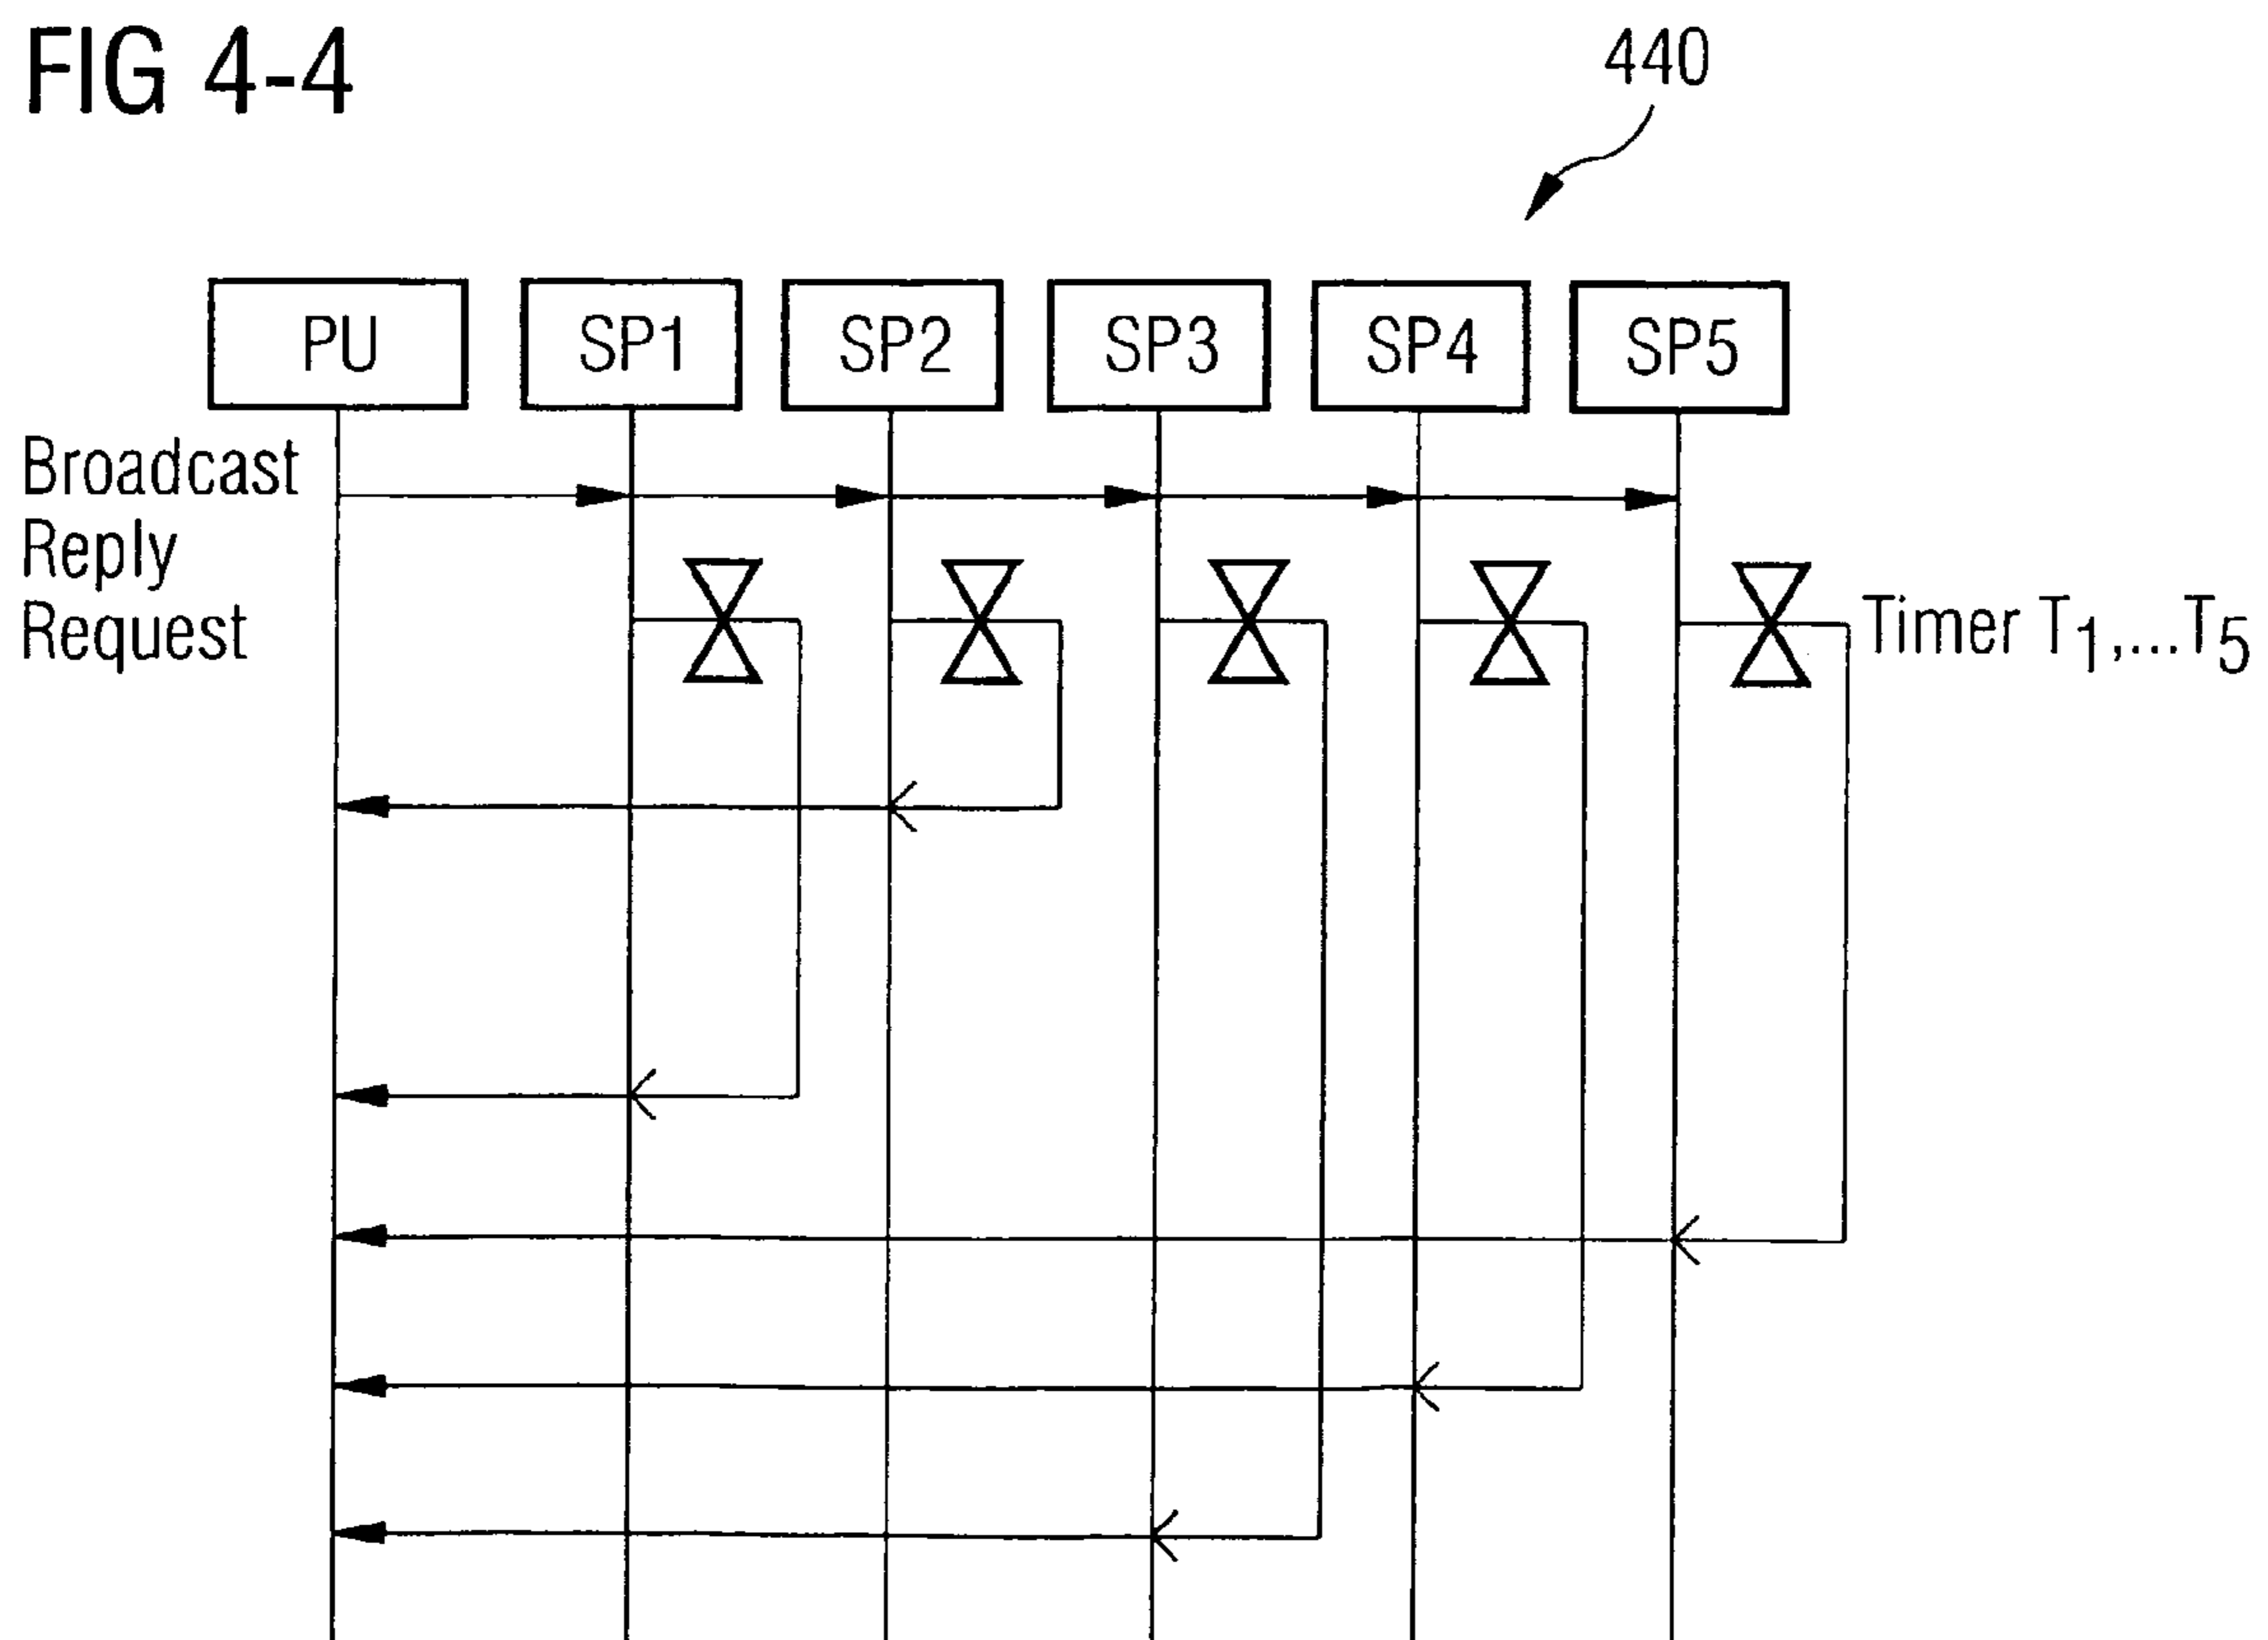 FIG 4-4
440
PU
SP1
SP2
SP3
SP4
SP5
Broadcast
Reply
Request
Timer T1,...T5